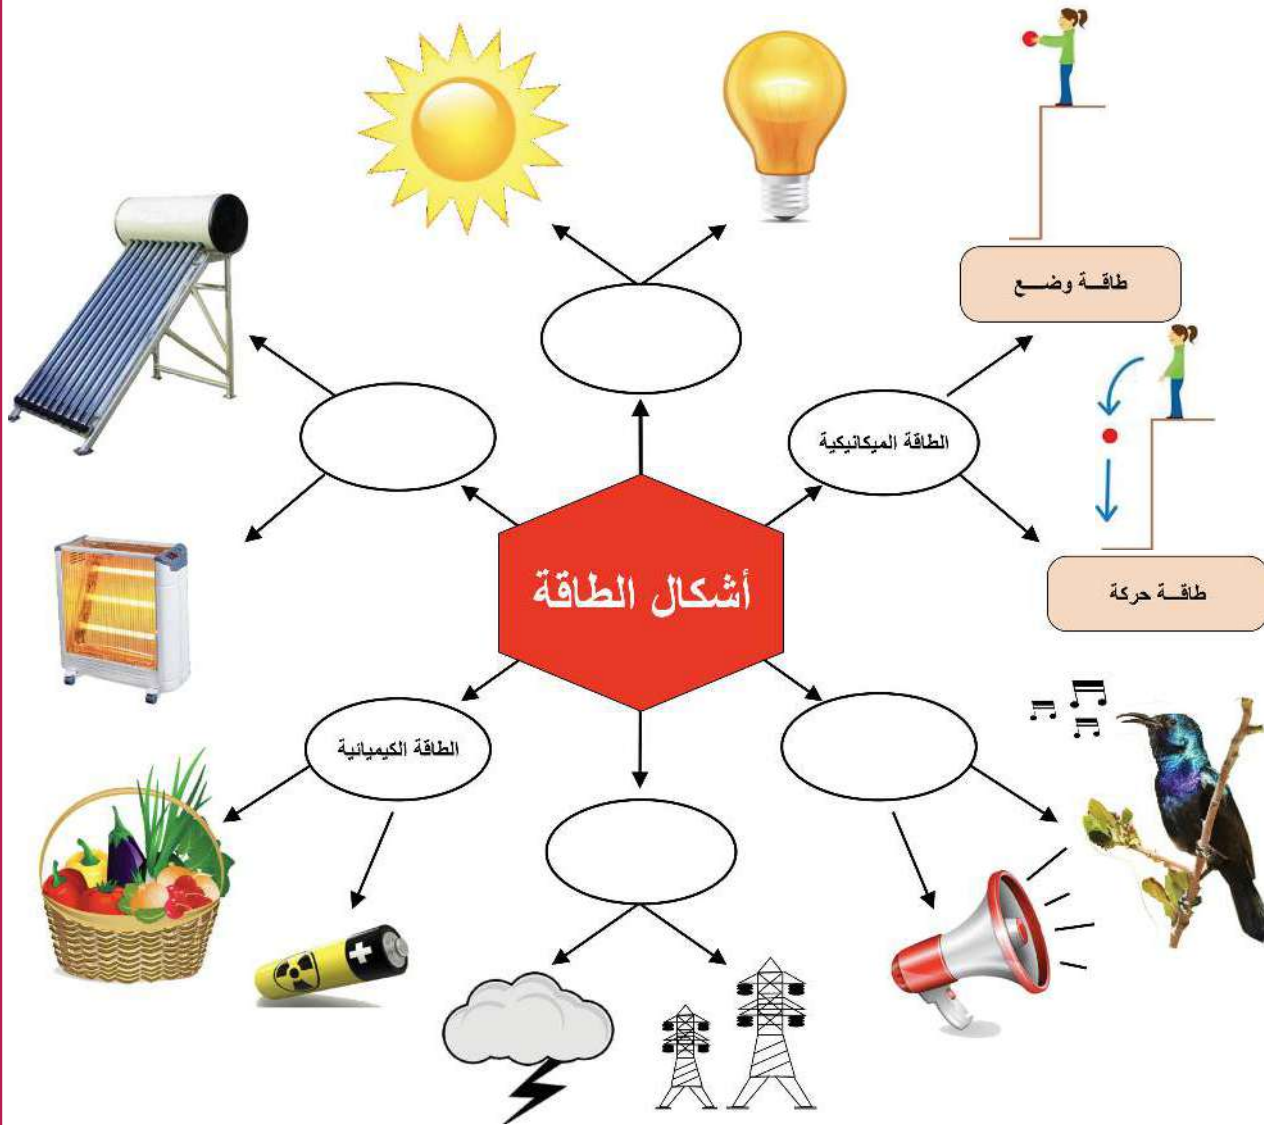 طاقة وضع
الطاقة الميكانيكية
أشكال الطاقة
طاقة حركة
الطاقة الكيميائية